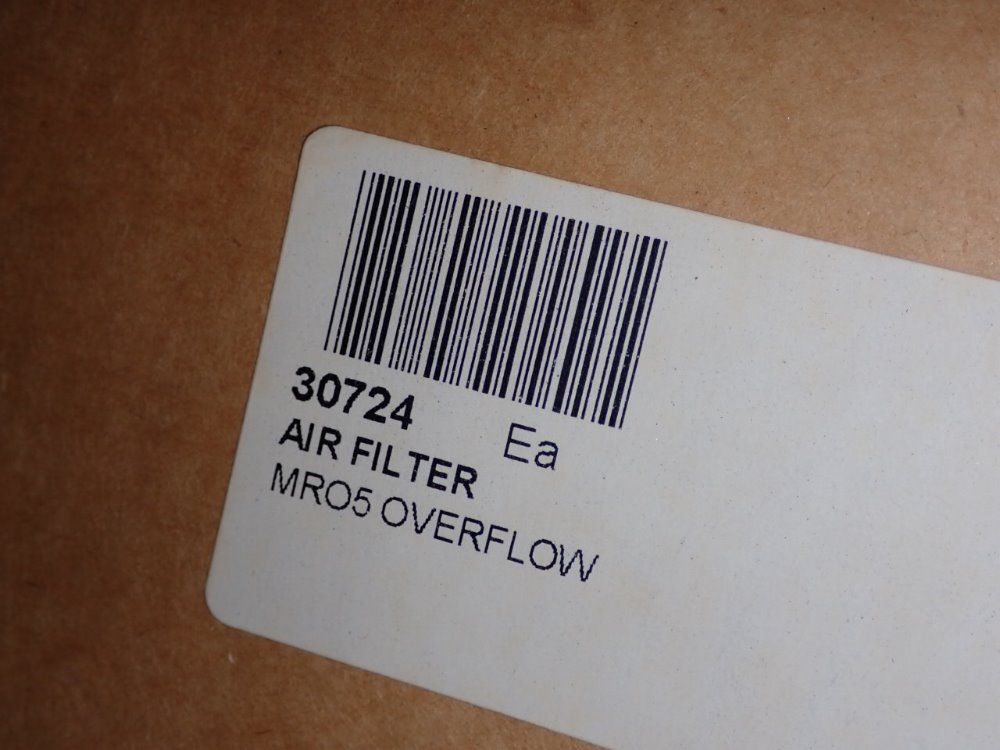 30724
Ea
AIR FILTER
MRO5 OVERFLOW